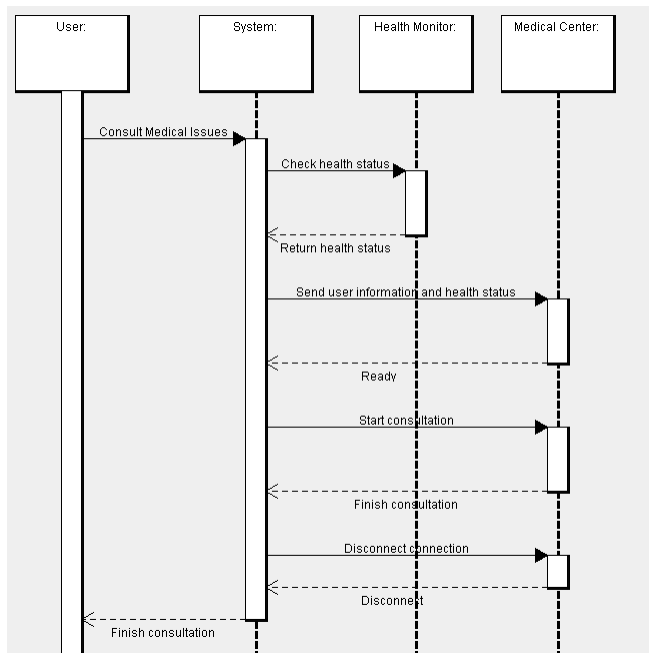 User:
System:
Health Monitor:
Medical Center:
Consult Medical Issues
Check health status
Return health status
Send user information and health status
Ready
Start consultation
Finish consultation
Disconnect connection
Disconnect
Finish consultation